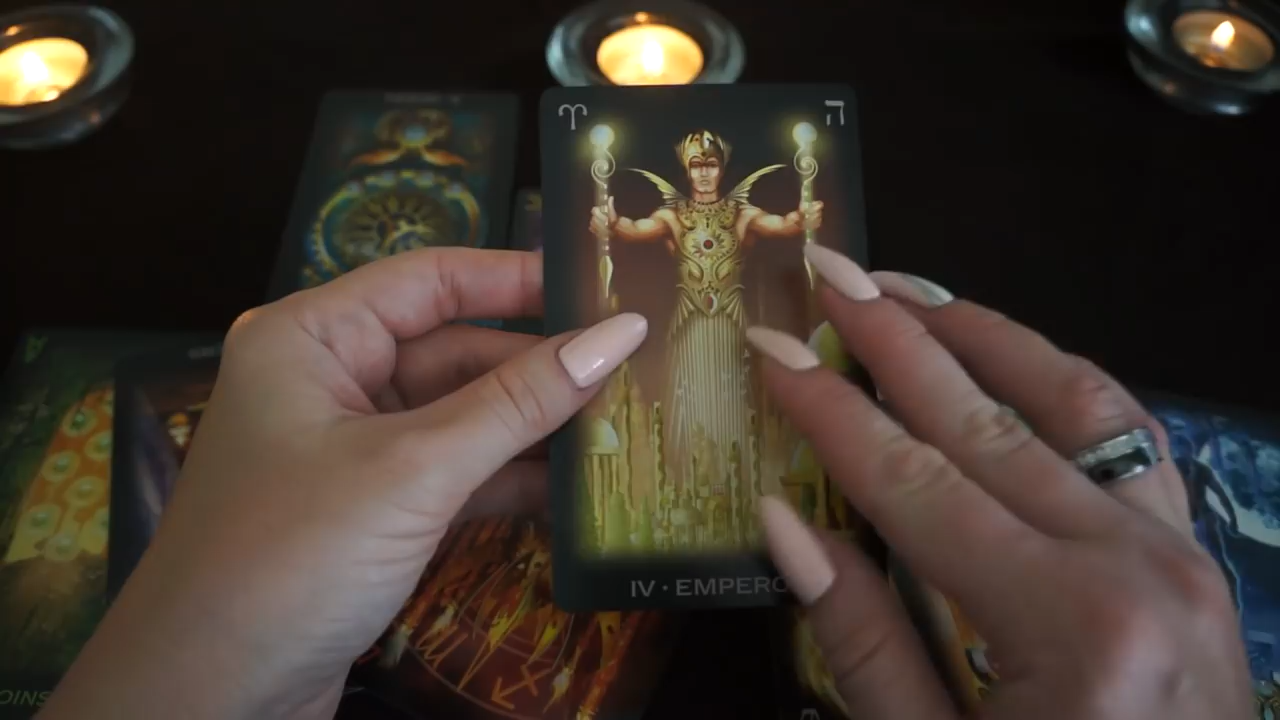 ♈ ה
IV · EMPERO
OINS